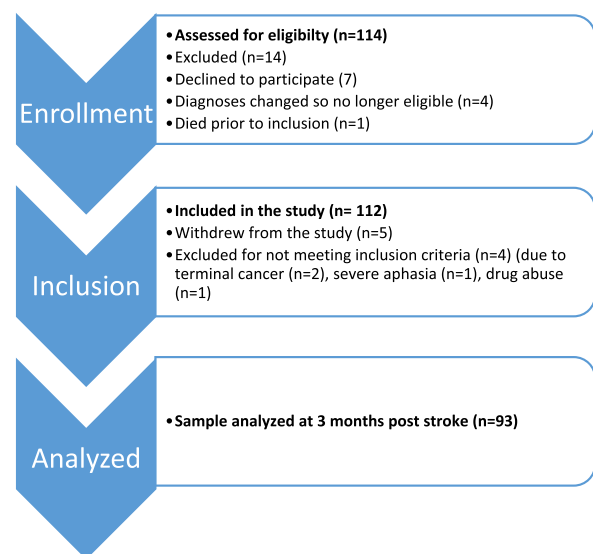 Enrollment
•Assessed for eligibilty (n=114)
•Excluded (n=14)
•Declined to participate (7)
•Diagnoses changed so no longer eligible (n=4)
•Died prior to inclusion (n=1)
Inclusion
•Included in the study (n= 112)
•Withdrew from the study (n=5)
•Excluded for not meeting inclusion criteria (n=4) (due to
terminal cancer (n=2), severe aphasia (n=1), drug abuse
(n=1)
Analyzed
•Sample analyzed at 3 months post stroke (n=93)